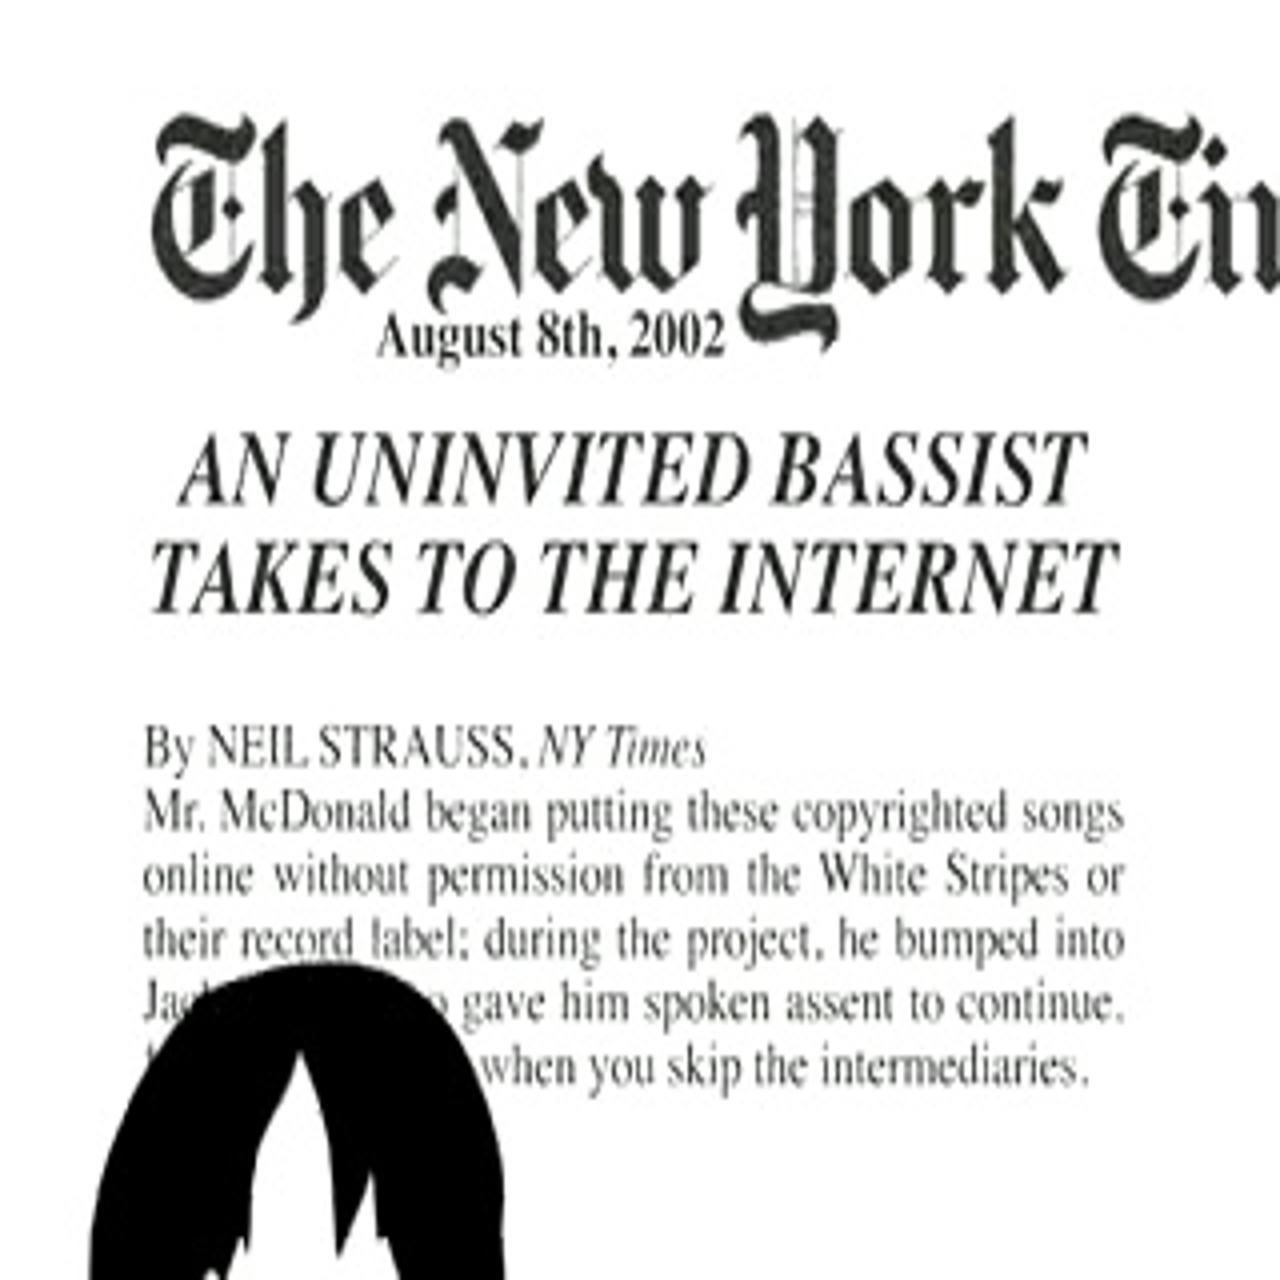 The New York Tim
August 8th, 2002
AN UNINVITED BASSIST
TAKES TO THE INTERNET
By NEIL STRAUSS, NY Times
Mr. McDonald began putting these copyrighted songs
online without permission from the White Stripes or
their record label; during the project, he bumped into
gave him spoken assent to continue.
when you skip the intermediaries.